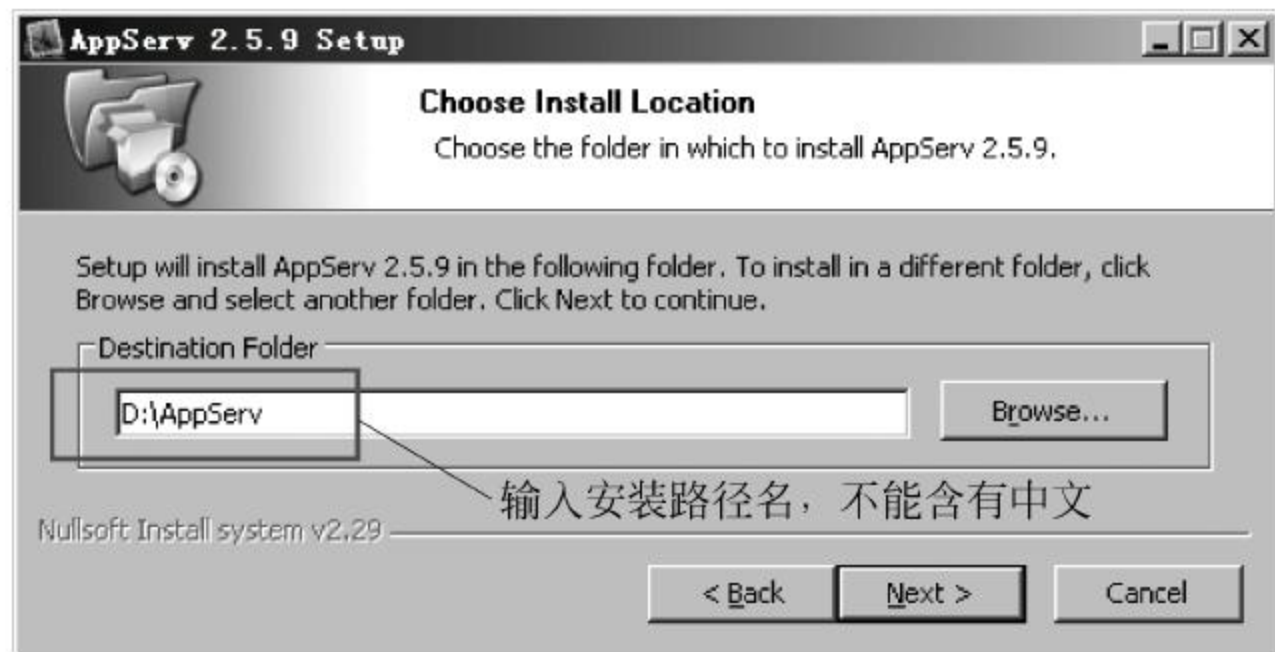 AppServ 2.5.9 Setup
Choose Install Location
Choose the folder in which to install AppServ 2.5.9.
Setup will install AppServ 2.5.9 in the following folder. To install in a different folder, click
Browse and select another folder. Click Next to continue.
Destination Folder
D:\AppServ
Browse...
输入安装路径名，不能含有中文
Nullsoft Install system v2.29
< Back
Next >
Cancel